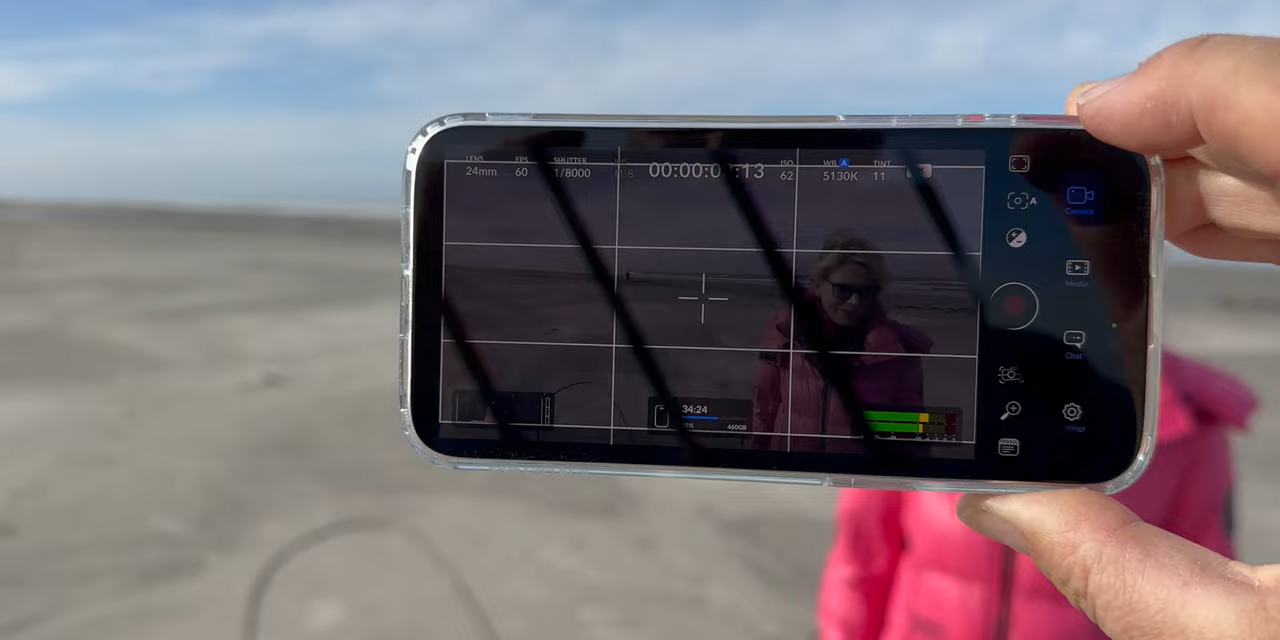 LENS FPS SHUTTER ISO WB A TINT
24mm 60 1/8000 62 5130K 11
Camera
Media
Chat
34:24
460GB